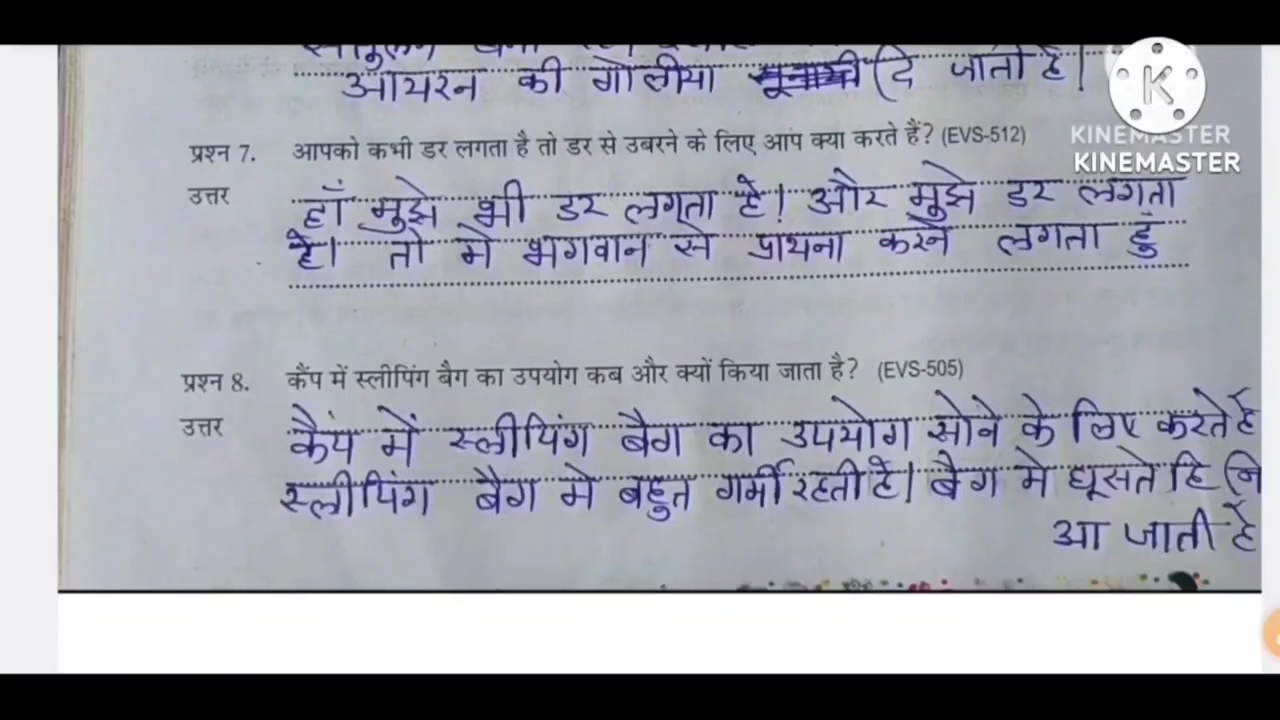 आयरन की गोलीया दि जाती है।
KINEMASTER
KINEMASTER
प्रश्न 7. आपको कभी डर लगता है तो डर से उबरने के लिए आप क्या करते हैं? (EVS-512)
उत्तर हाँ मुझे भी डर लगता है! और मुझे डर लगता
है। तो मे भगवान से प्राथना करने लगता हुं
प्रश्न 8. कैंप में स्लीपिंग बैग का उपयोग कब और क्यों किया जाता है? (EVS-505)
उत्तर कैंप में स्लीपिंग बैग का उपयोग सोने के लिए करते है
स्लीपिंग बैग मे बहुत गर्मी रहती है। बैग मे घूसते हि
आ जाती है